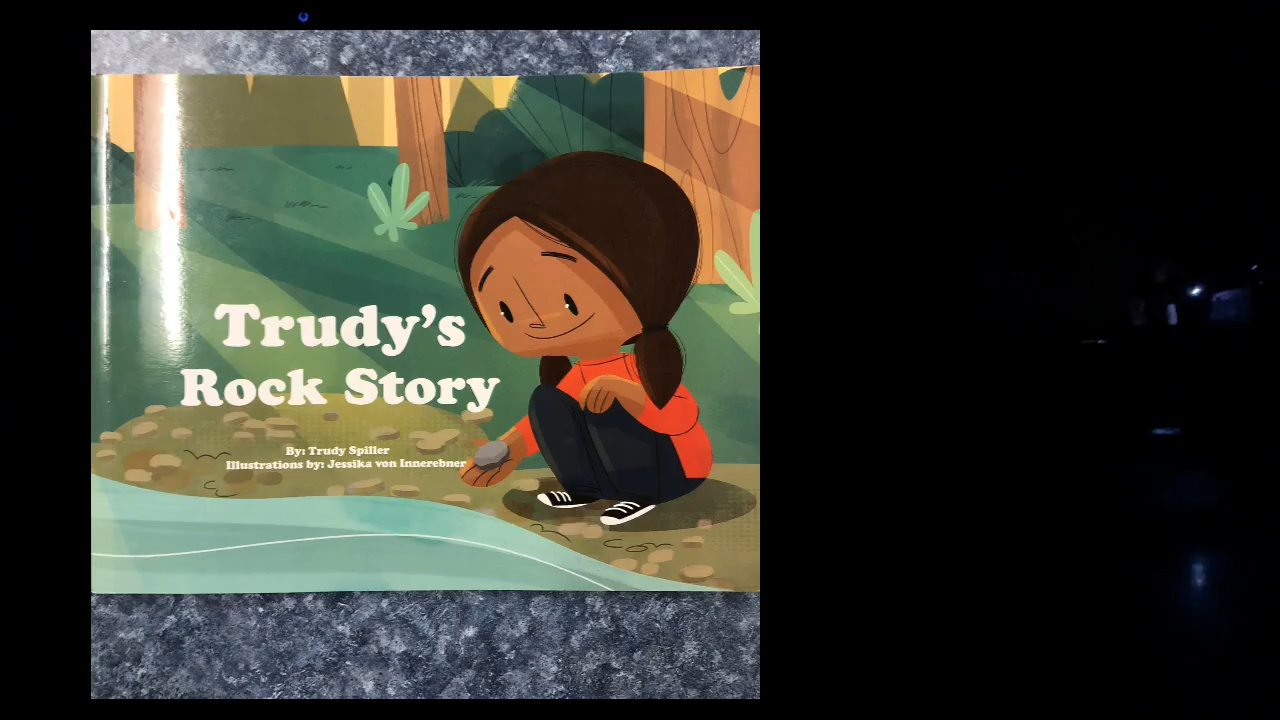 Trudy's
Rock Story
By: Trudy Spiller
Illustrations by: Jessika von Innerebner